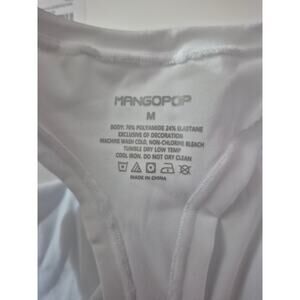 MANGOPOP
M
BODY: 76% POLYAMIDE 24% ELASTANE
EXCLUSIVE OF DECORATION
MACHINE WASH COLD, NON-CHLORINE BLEACH
TUMBLE DRY LOW TEMP
COOL IRON, DO NOT DRY CLEAN
MADE IN CHINA